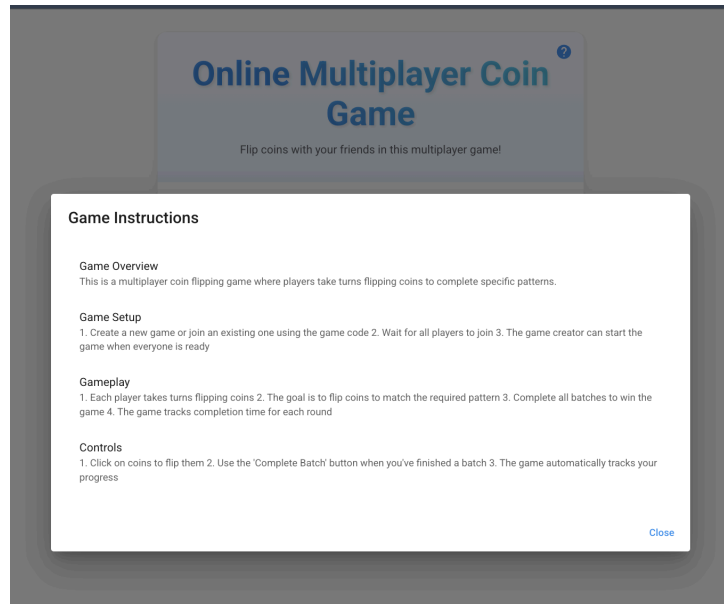 Online Multiplayer Coin
Game
Flip coins with your friends in this multiplayer game!
Game Instructions
Game Overview
This is a multiplayer coin flipping game where players take turns flipping coins to complete specific patterns.
Game Setup
1. Create a new game or join an existing one using the game code 2. Wait for all players to join 3. The game creator can start the
game when everyone is ready
Gameplay
1. Each player takes turns flipping coins 2. The goal is to flip coins to match the required pattern 3. Complete all batches to win the
game 4. The game tracks completion time for each round
Controls
1. Click on coins to flip them 2. Use the 'Complete Batch' button when you've finished a batch 3. The game automatically tracks your
progress
Close